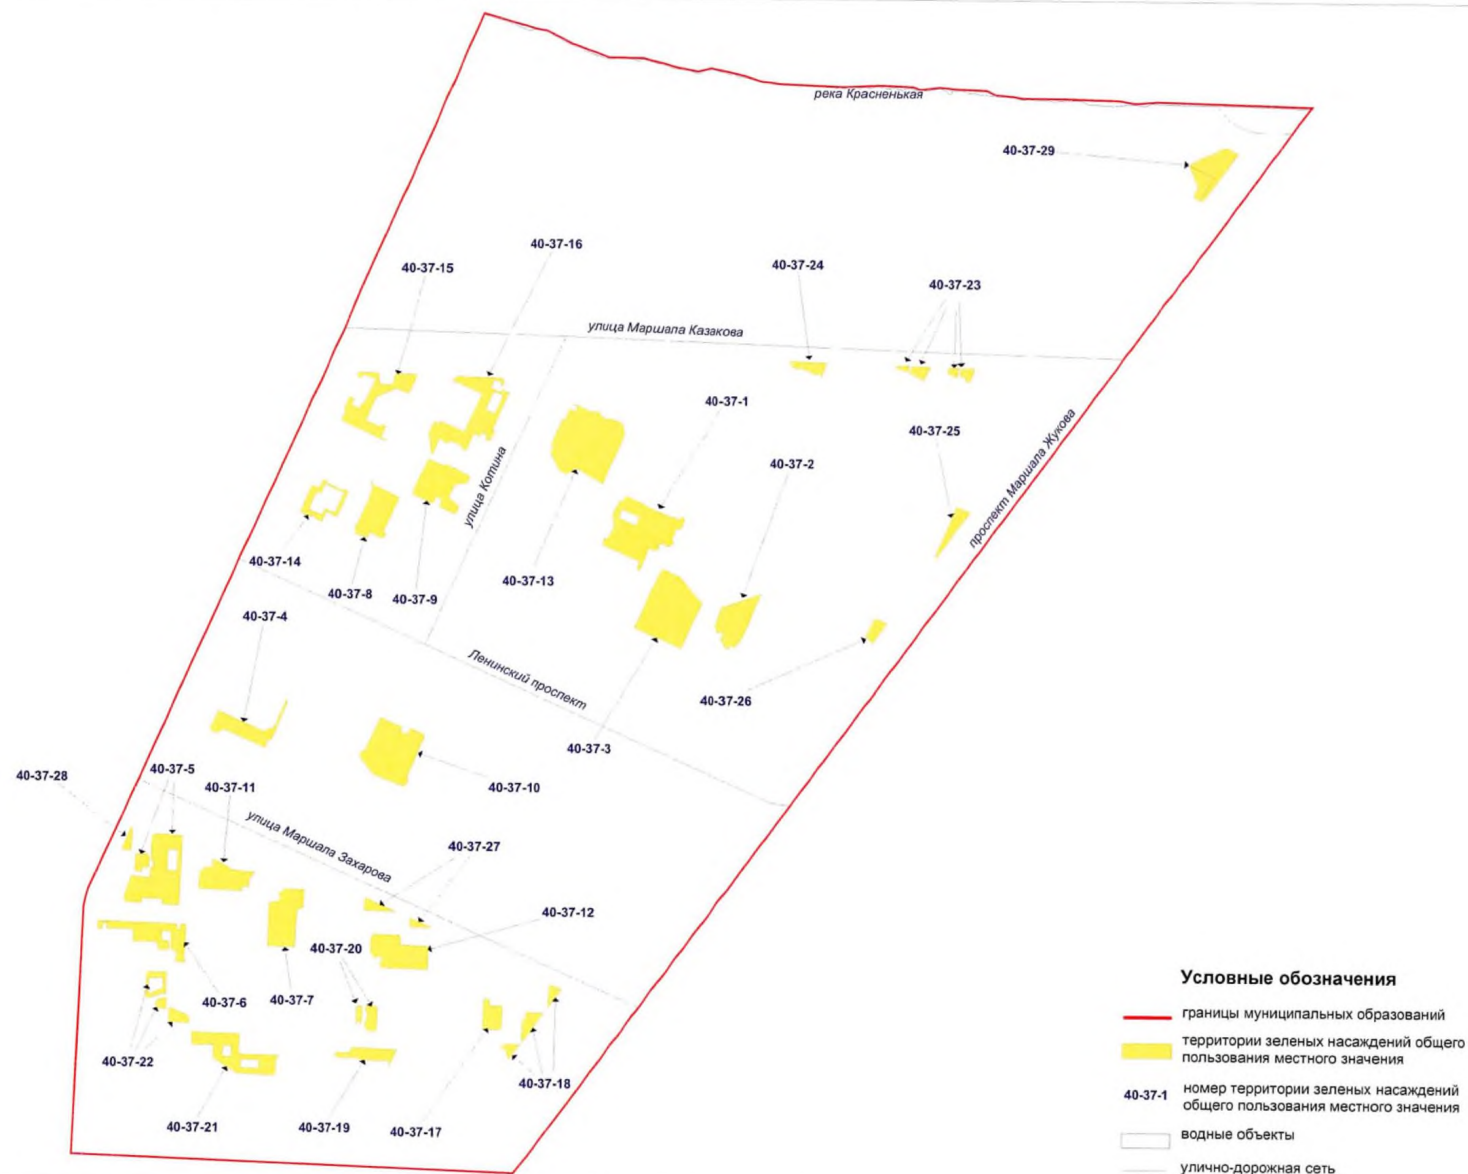 река Красненькая
40-37-29
40-37-16
40-37-15
40-37-24
40-37-23
улица Маршала Казакова
40-37-1
40-37-25
40-37-2
проспект Маршала Жукова
улица Котина
40-37-14
40-37-13
40-37-8
40-37-9
40-37-4
Ленинский проспект
40-37-26
40-37-3
40-37-28
40-37-5
40-37-11
40-37-10
улица Маршала Захарова
40-37-27
40-37-12
40-37-20
40-37-6
40-37-7
40-37-22
40-37-18
40-37-21
40-37-19
40-37-17
Условные обозначения
границы муниципальных образований
территории зеленых насаждений общего
пользования местного значения
40-37-1
номер территории зеленых насаждений
общего пользования местного значения
водные объекты
улично-дорожная сеть